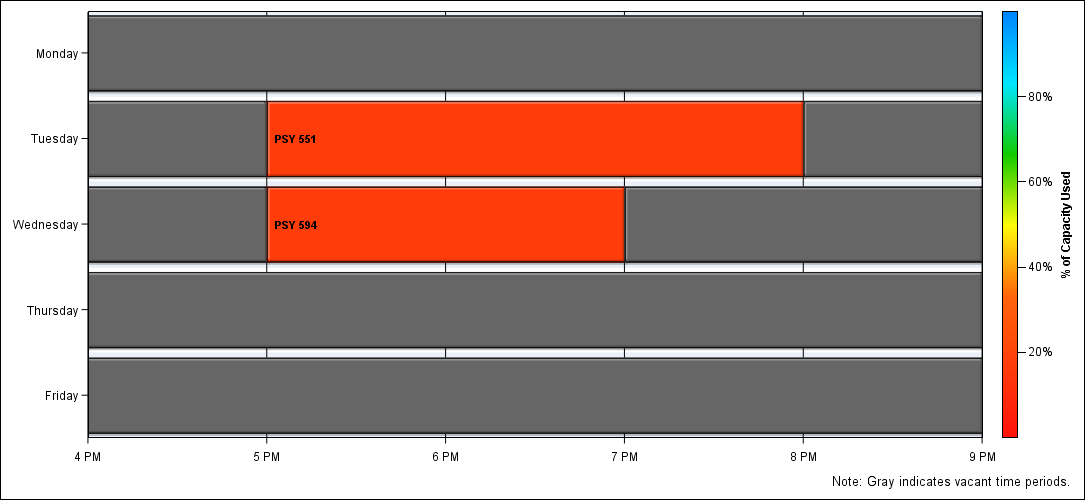 Monday
Tuesday
PSY 551
Wednesday
PSY 594
Thursday
Friday
4 PM
5 PM
6 PM
7 PM
8 PM
9 PM
80%
60%
40%
20%
% of Capacity Used
Note: Gray indicates vacant time periods.